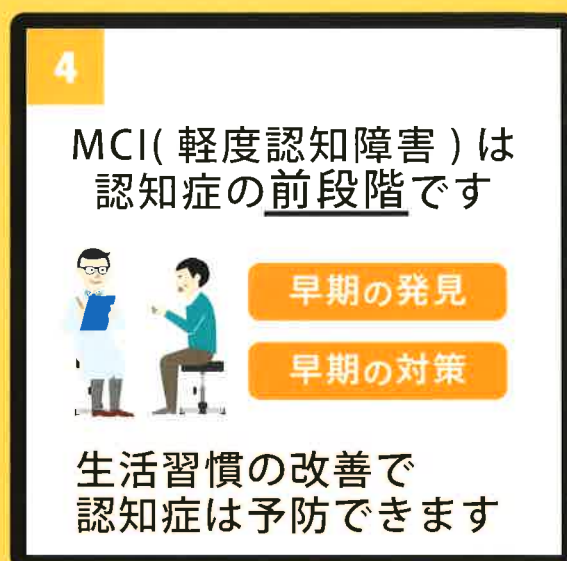 4
MCI(軽度認知障害)は
認知症の前段階です
早期の発見
早期の対策
生活習慣の改善で
認知症は予防できます